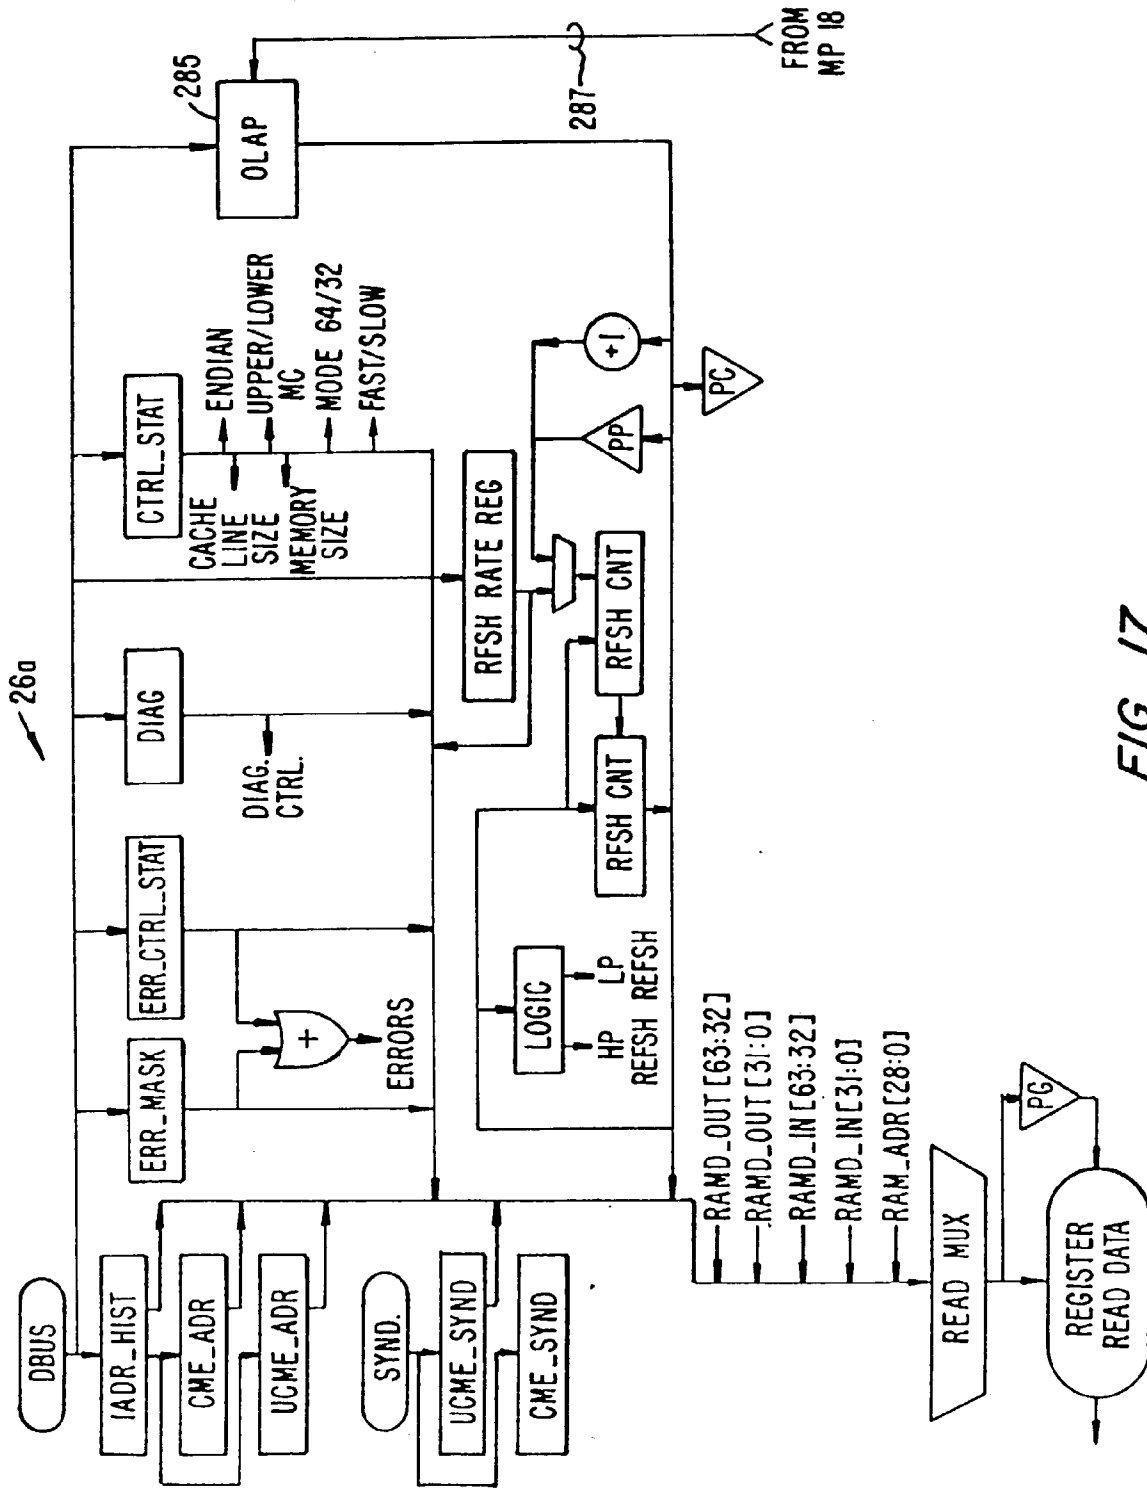 26a
DBUS
IADR_HIST
CME_ADR
UCME_ADR
SYND.
UCME_SYND
CME_SYND
ERR_MASK
ERR_CTRL_STAT
+
ERRORS
DIAG
DIAG.
CTRL.
CTRL_STAT
ENDIAN
UPPER/LOWER
MC
MODE 64/32
FAST/SLOW
CACHE
LINE
SIZE
MEMORY
SIZE
OLAP
285
287
FROM
MP 18
RFSH RATE REG
RFSH CNT
RFSH CNT
LOGIC
HP
REFSH
LP
REFSH
PP
+1
PC
RAMD_OUT[63:32]
RAMD_OUT[31:0]
RAMD_IN[63:32]
RAMD_IN[31:0]
RAM_ADR[28:0]
READ MUX
PG
REGISTER
READ DATA
FIG. 17